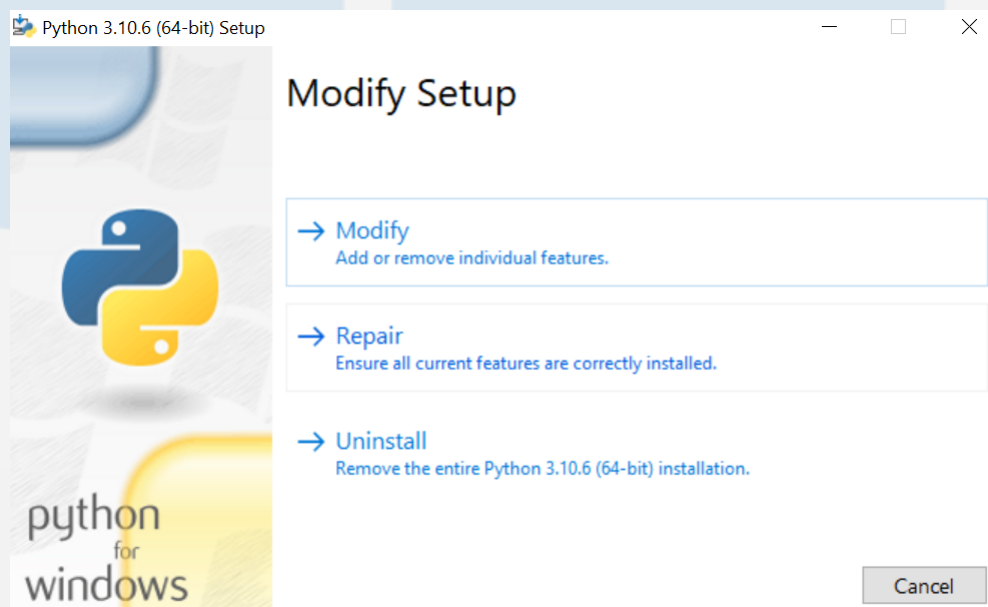 Python 3.10.6 (64-bit) Setup
Modify Setup
Modify
Add or remove individual features.
Repair
Ensure all current features are correctly installed.
Uninstall
Remove the entire Python 3.10.6 (64-bit) installation.
python
for
windows
Cancel